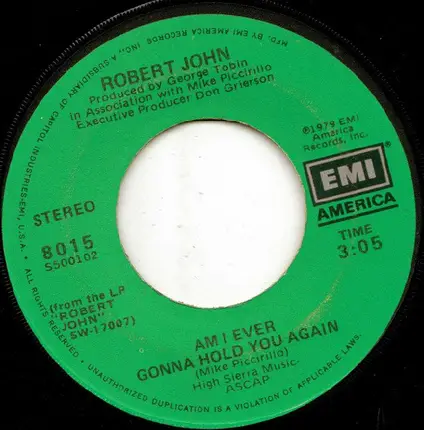 MFG. BY EMI AMERICA RECORDS, INC., A SUBSIDIARY OF CAPITOL INDUSTRIES-EMI, U.S.A. • ALL RIGHTS RESERVED • UNAUTHORIZED DUPLICATION IS A VIOLATION OF APPLICABLE LAWS.
ROBERT JOHN
Produced by George Tobin
In Association with Mike Piccirillo
Executive Producer Don Grierson
℗1979 EMI
America
Records, Inc.
EMI
AMERICA
STEREO
8015
S500102
TIME
3:05
(from the LP
"ROBERT
JOHN"
SW-17007)
AM I EVER
GONNA HOLD YOU AGAIN
(Mike Piccirillo)
High Sierra Music-
ASCAP